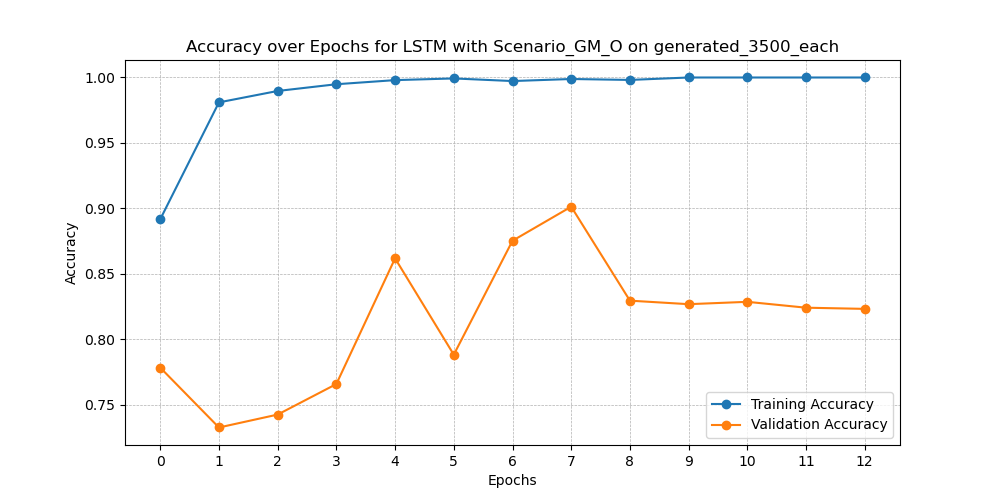 Accuracy over Epochs for LSTM with Scenario_GM_O on generated_3500_each
Accuracy
1.00
0.95
0.90
0.85
0.80
0.75
Training Accuracy
Validation Accuracy
0 1 2 3 4 5 6 7 8 9 10 11 12
Epochs